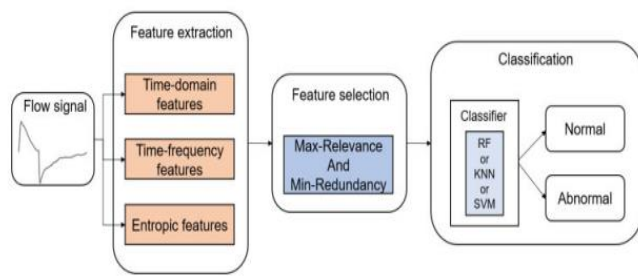 Flow signal
Feature extraction
Time-domain
features
Time-frequency
features
Entropic features
Feature selection
Max-Relevance
And
Min-Redundancy
Classification
Classifier
RF
or
KNN
or
SVM
Normal
Abnormal